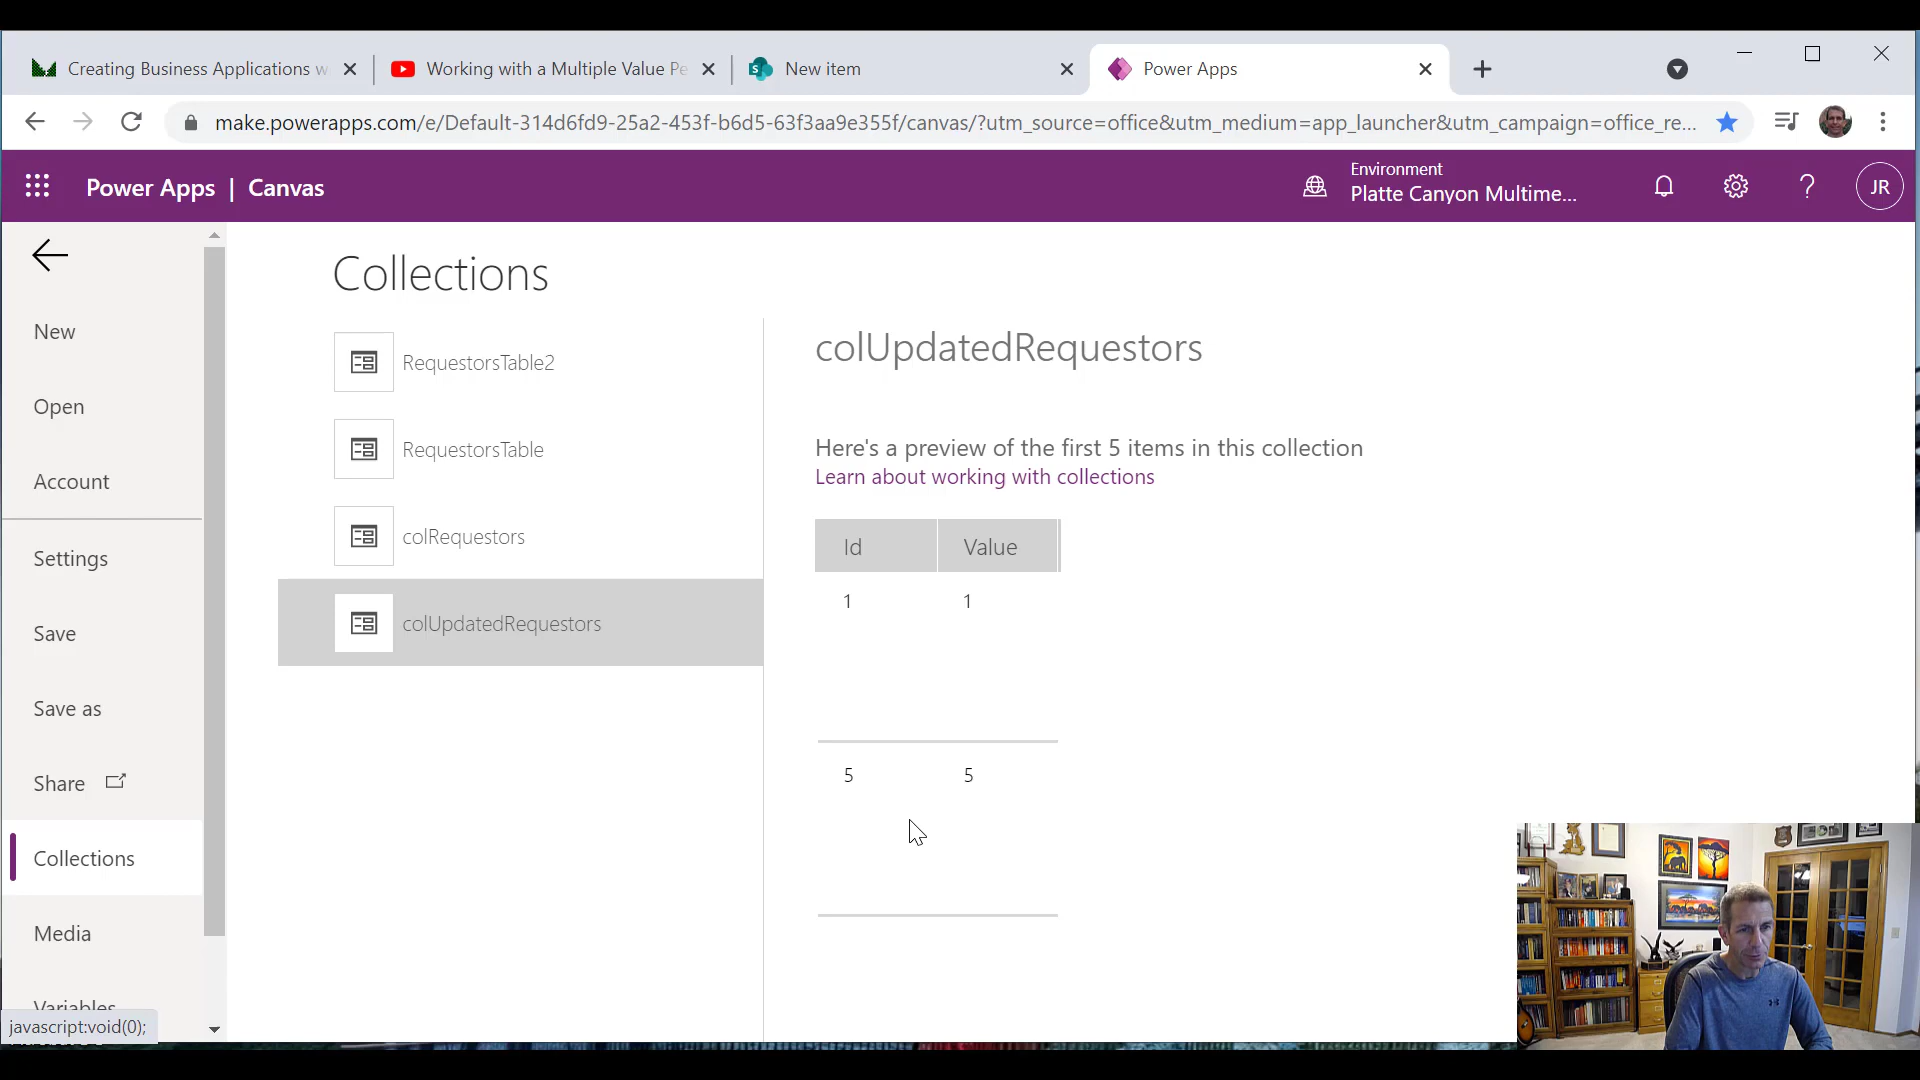 Creating Business Applications w
Working with a Multiple Value Pe
New item
Power Apps
make.powerapps.com/e/Default-314d6fd9-25a2-453f-b6d5-63f3aa9e355f/canvas/?utm_source=office&utm_medium=app_launcher&utm_campaign=office_re...
Power Apps | Canvas
Environment
Platte Canyon Multime...
?
JR
Collections
New
Open
Account
Settings
Save
Save as
Share
Collections
Media
Variables
javascript:void(0);
RequestorsTable2
RequestorsTable
colRequestors
colUpdatedRequestors
colUpdatedRequestors
Here's a preview of the first 5 items in this collection
Learn about working with collections
Id Value
1 1
5 5